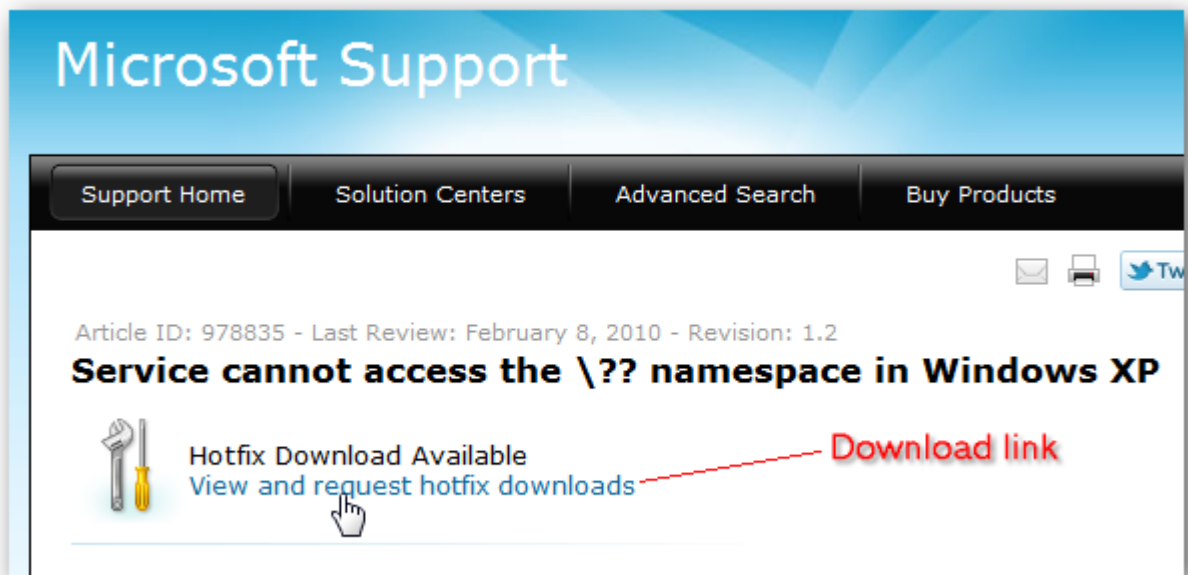 Microsoft Support
Support Home Solution Centers Advanced Search Buy Products
Tw
Article ID: 978835 - Last Review: February 8, 2010 - Revision: 1.2
Service cannot access the \?? namespace in Windows XP
Hotfix Download Available
View and request hotfix downloads
Download link